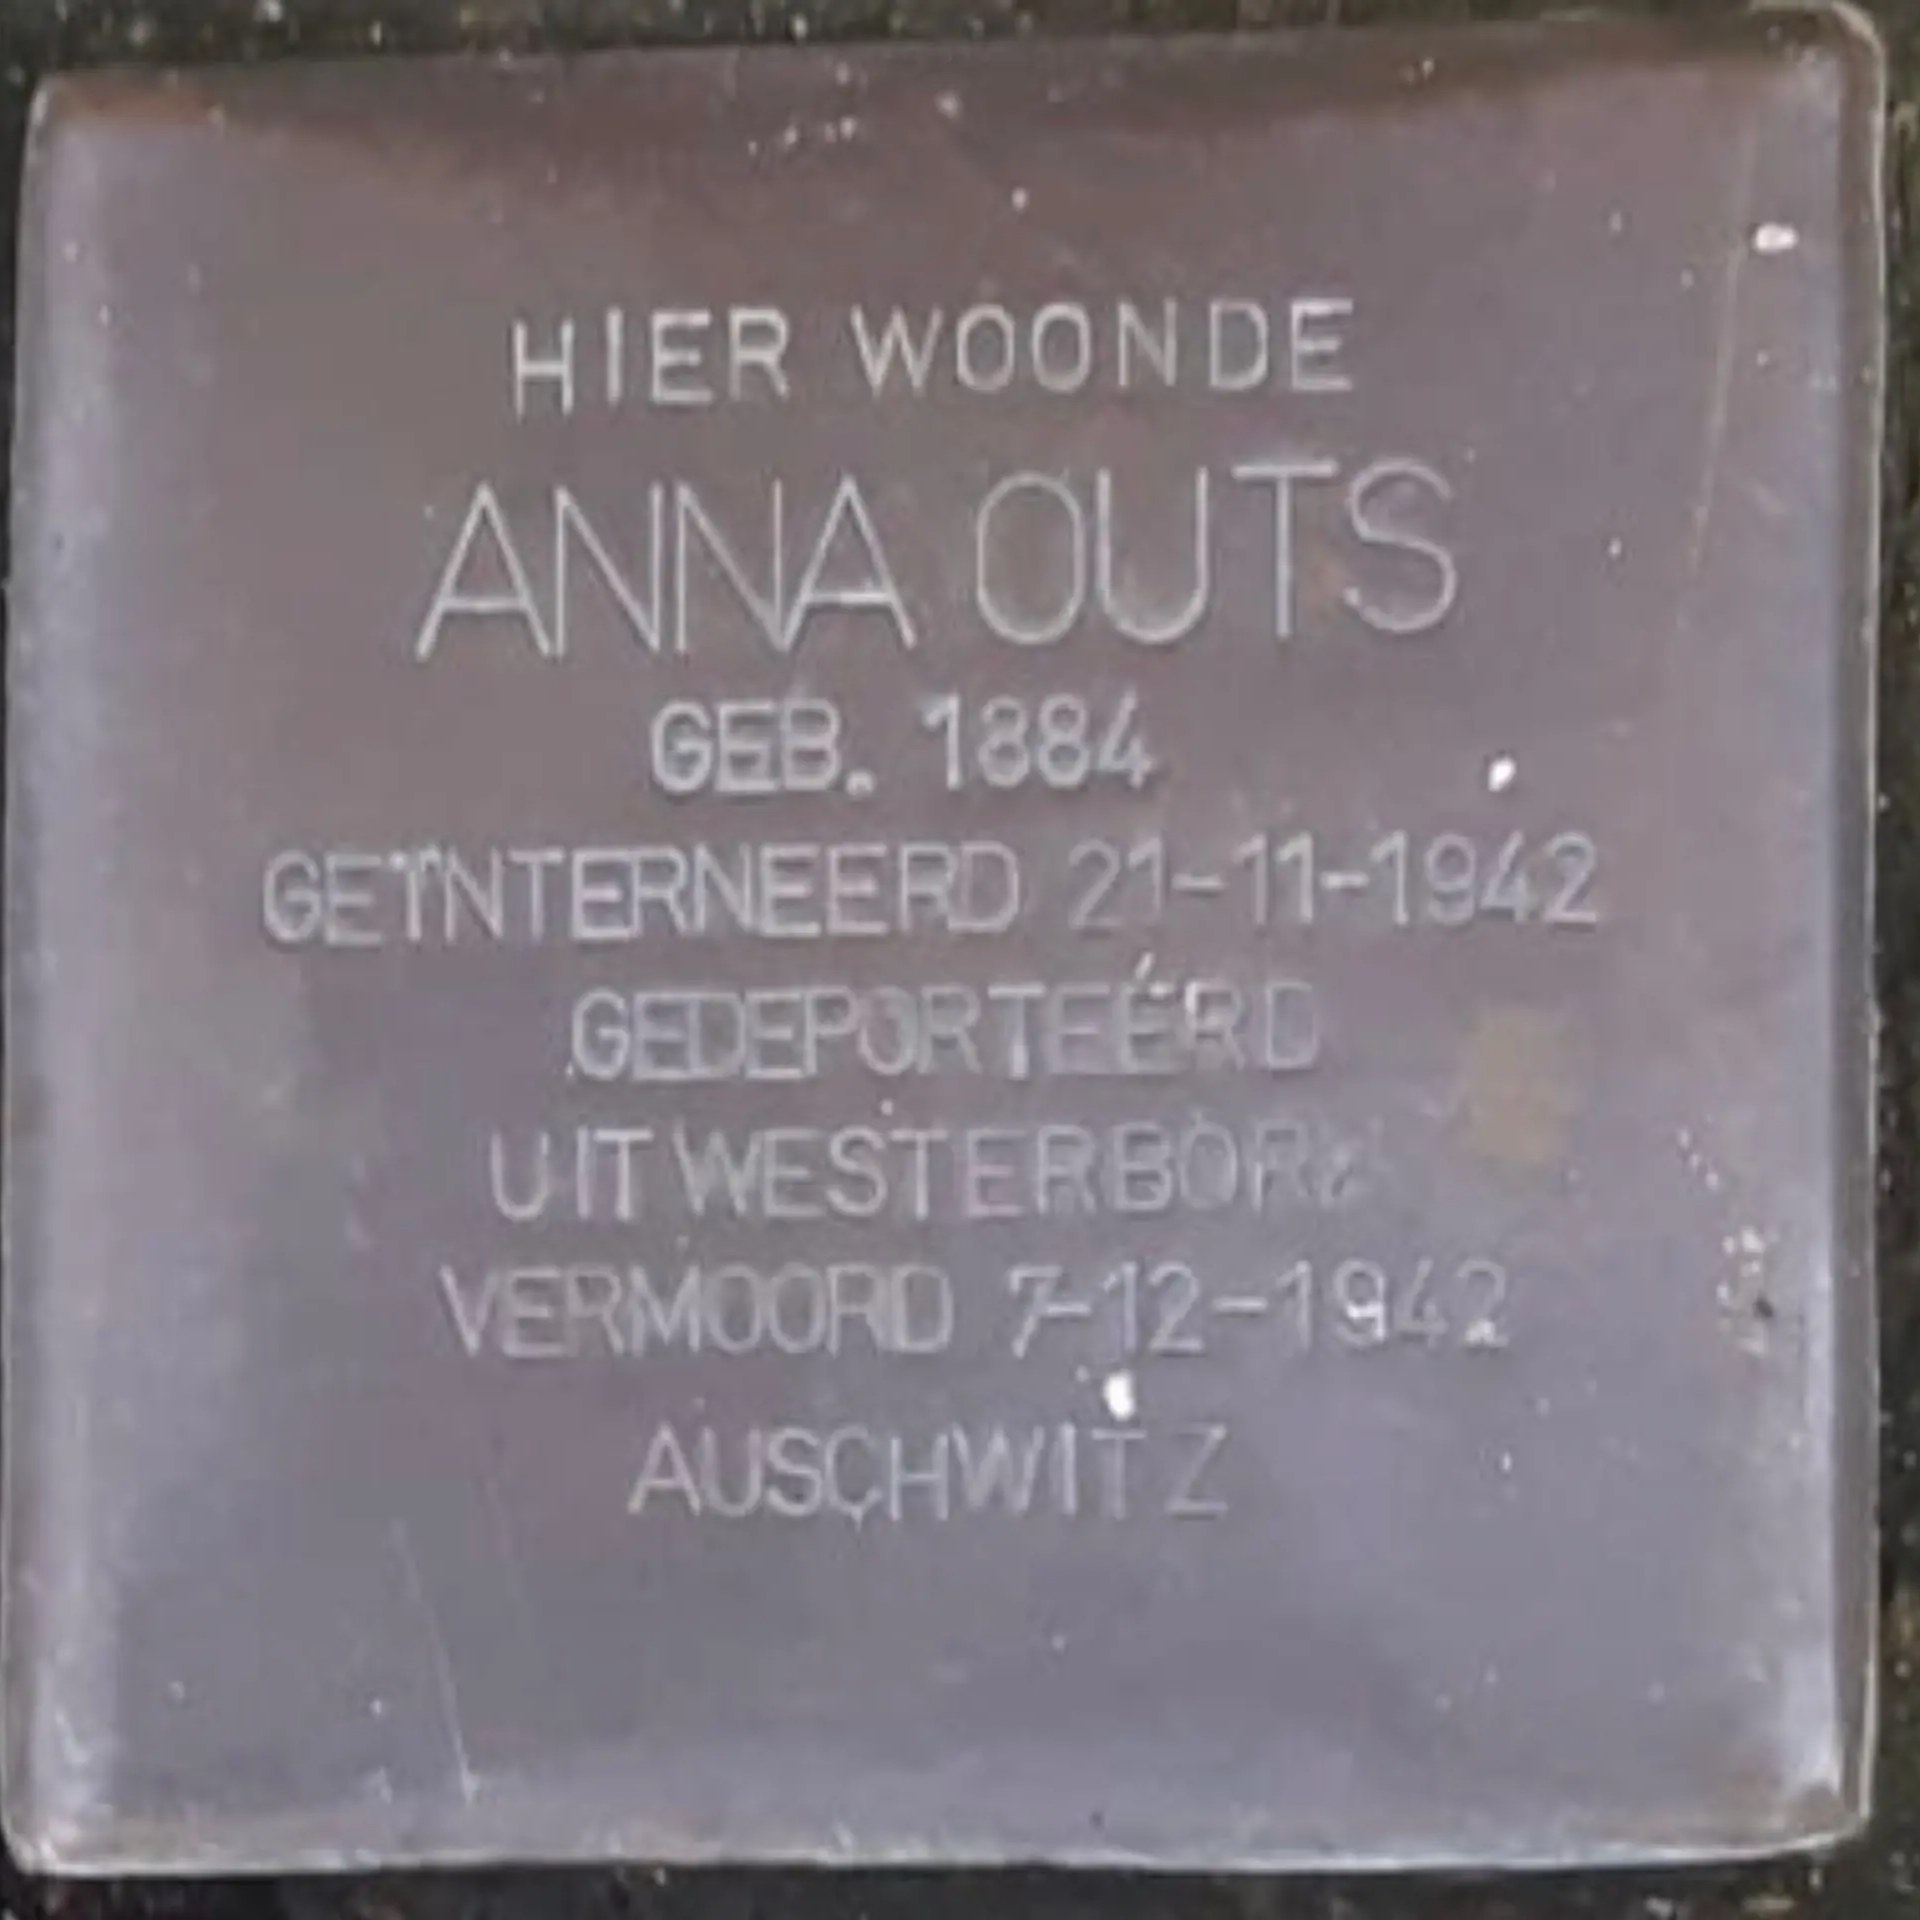 HIER WOONDE
ANNA OUTS
GEB. 1884
GEÏNTERNEERD 21-11-1942
GEDEPORTEERD
UIT WESTERBORK
VERMOORD 7-12-1942
AUSCHWITZ